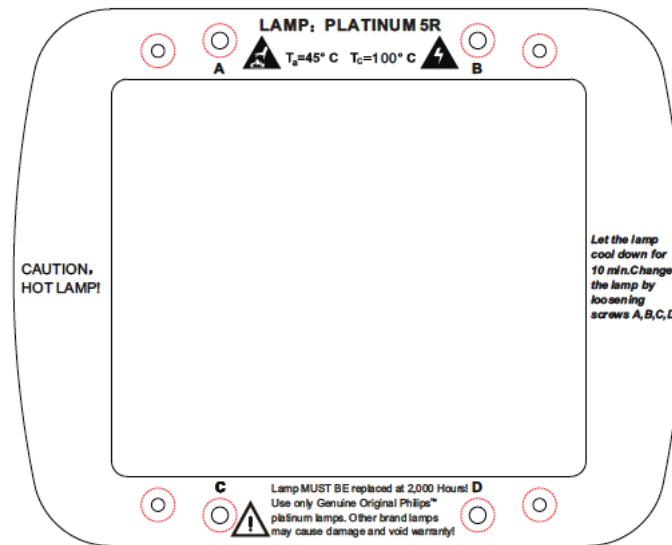 LAMP: PLATINUM 5R
Ta=45° C Tc=100° C
A
B
CAUTION,
HOT LAMP!
Let the lamp
cool down for
10 min.Change
the lamp by
loosening
screws A,B,C,D
C
D
Lamp MUST BE replaced at 2,000 Hours!
Use only Genuine Original Philips™
platinum lamps. Other brand lamps
may cause damage and void warranty!